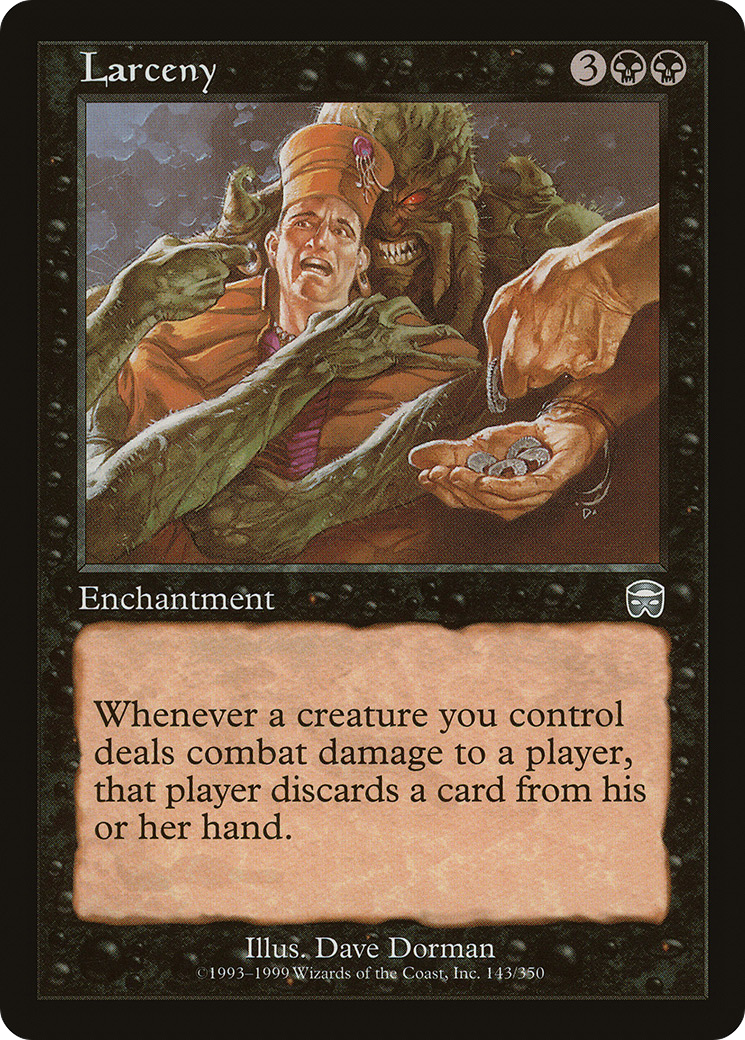 Larceny 3
Enchantment
Whenever a creature you control
deals combat damage to a player,
that player discards a card from his
or her hand.
Illus. Dave Dorman
©1993–1999 Wizards of the Coast, Inc. 143/350